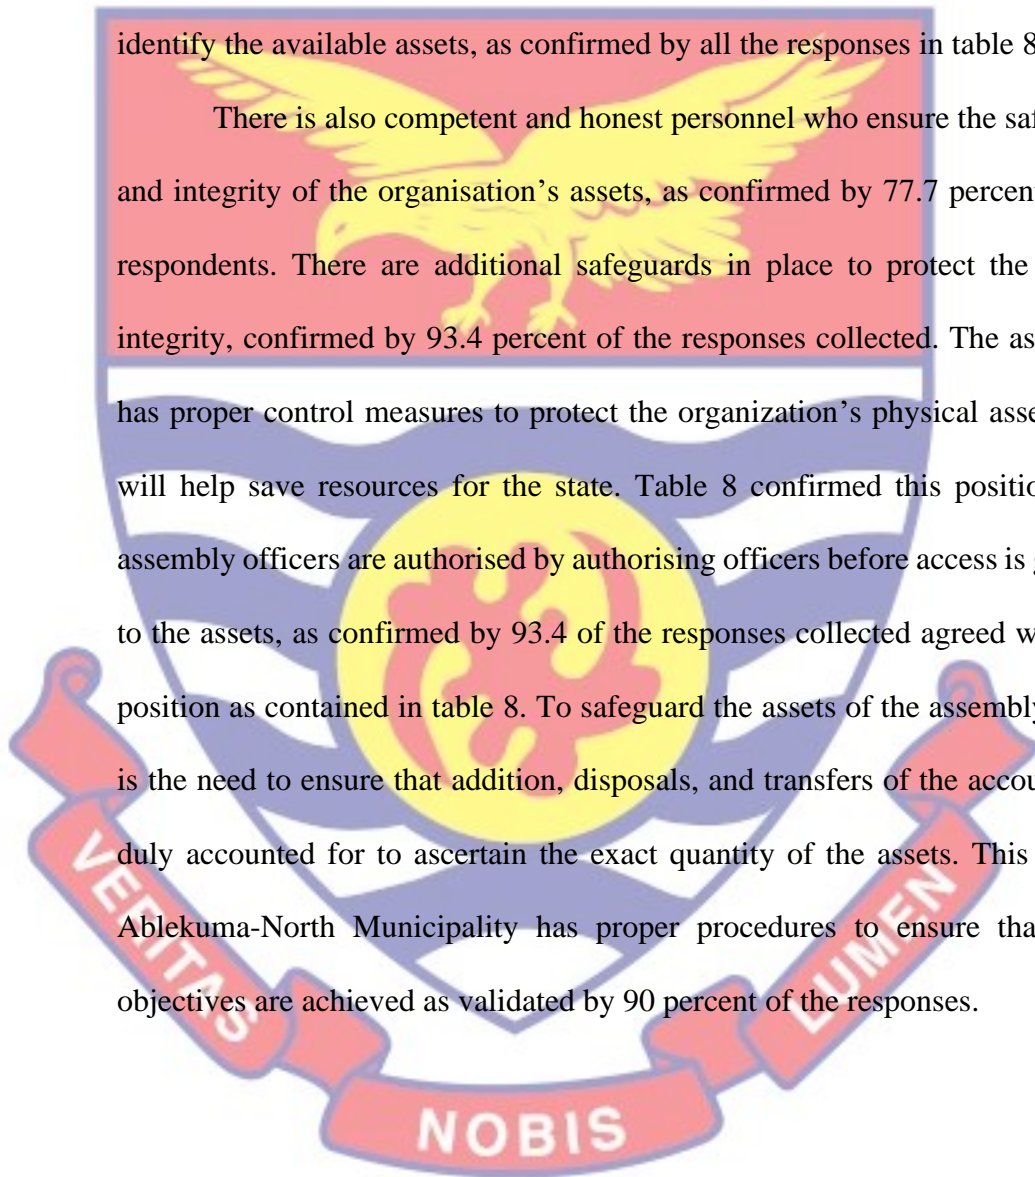 identify the available assets, as confirmed by all the responses in table 8
There is also competent and honest personnel who ensure the saf
and integrity of the organisation’s assets, as confirmed by 77.7 percent
respondents. There are additional safeguards in place to protect the
integrity, confirmed by 93.4 percent of the responses collected. The as
has proper control measures to protect the organization’s physical asse
will help save resources for the state. Table 8 confirmed this positio
assembly officers are authorised by authorising officers before access is
to the assets, as confirmed by 93.4 of the responses collected agreed w
position as contained in table 8. To safeguard the assets of the assembly
is the need to ensure that addition, disposals, and transfers of the accou
duly accounted for to ascertain the exact quantity of the assets. This
Ablekuma-North Municipality has proper procedures to ensure tha
objectives are achieved as validated by 90 percent of the responses.
VERITAS
NOBIS
LUMEN